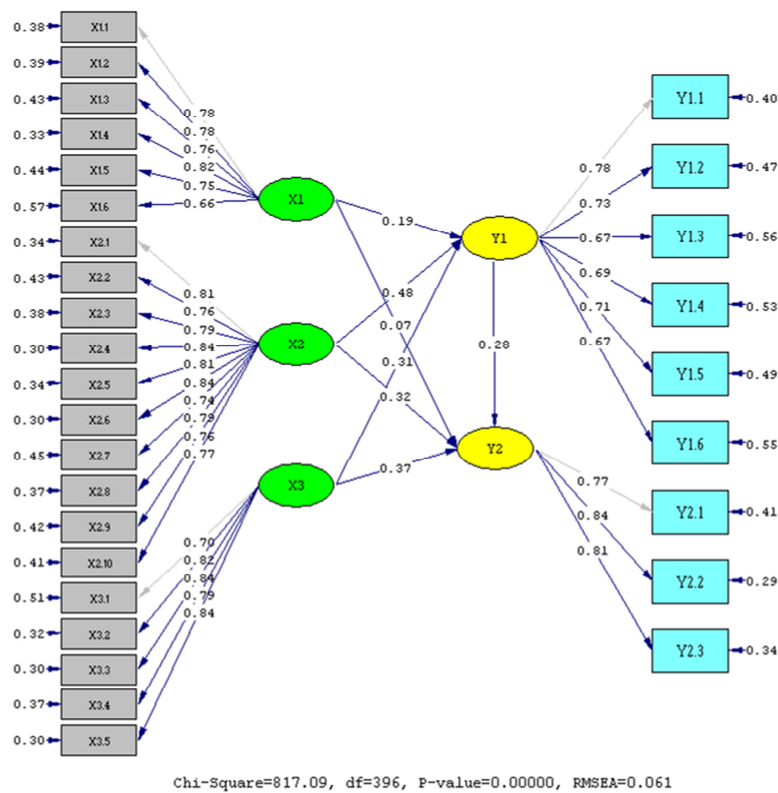 0.38
X1.1
0.39
X1.2
0.43
X1.3
0.33
X1.4
0.44
X1.5
0.57
X1.6
0.34
X2.1
0.43
X2.2
0.38
X2.3
0.30
X2.4
0.34
X2.5
0.30
X2.6
0.45
X2.7
0.37
X2.8
0.42
X2.9
0.41
X2.10
0.51
X3.1
0.32
X3.2
0.30
X3.3
0.37
X3.4
0.30
X3.5
0.78
0.78
0.76
0.82
0.75
0.66
0.81
0.76
0.79
0.84
0.81
0.84
0.74
0.79
0.76
0.77
0.70
0.82
0.84
0.79
0.84
X1
X2
X3
0.19
0.48
0.07
0.31
0.32
0.37
Y1
0.28
Y2
0.78
0.73
0.67
0.69
0.71
0.67
0.77
0.84
0.81
Y1.1
0.40
Y1.2
0.47
Y1.3
0.56
Y1.4
0.53
Y1.5
0.49
Y1.6
0.55
Y2.1
0.41
Y2.2
0.29
Y2.3
0.34
Chi-Square=817.09, df=396, P-value=0.00000, RMSEA=0.061